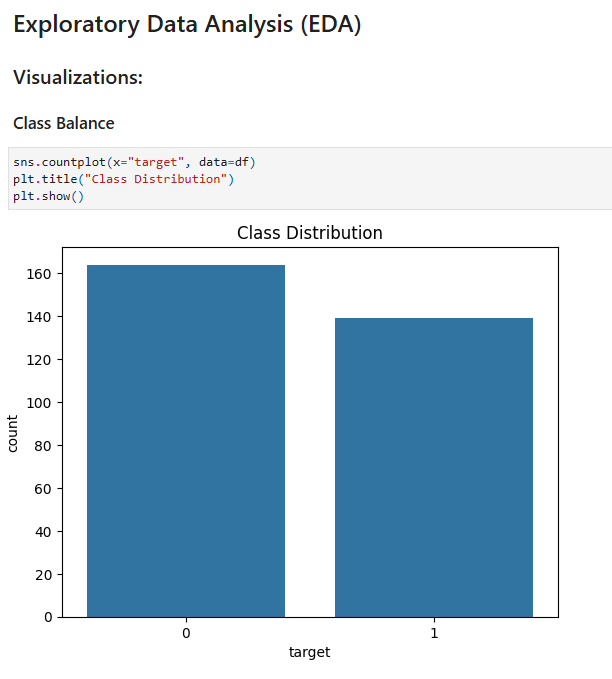 Exploratory Data Analysis (EDA)
Visualizations:
Class Balance
sns.countplot(x="target", data=df)
plt.title("Class Distribution")
plt.show()
Class Distribution
160
140
120
100
80
60
40
20
0
count
0
1
target